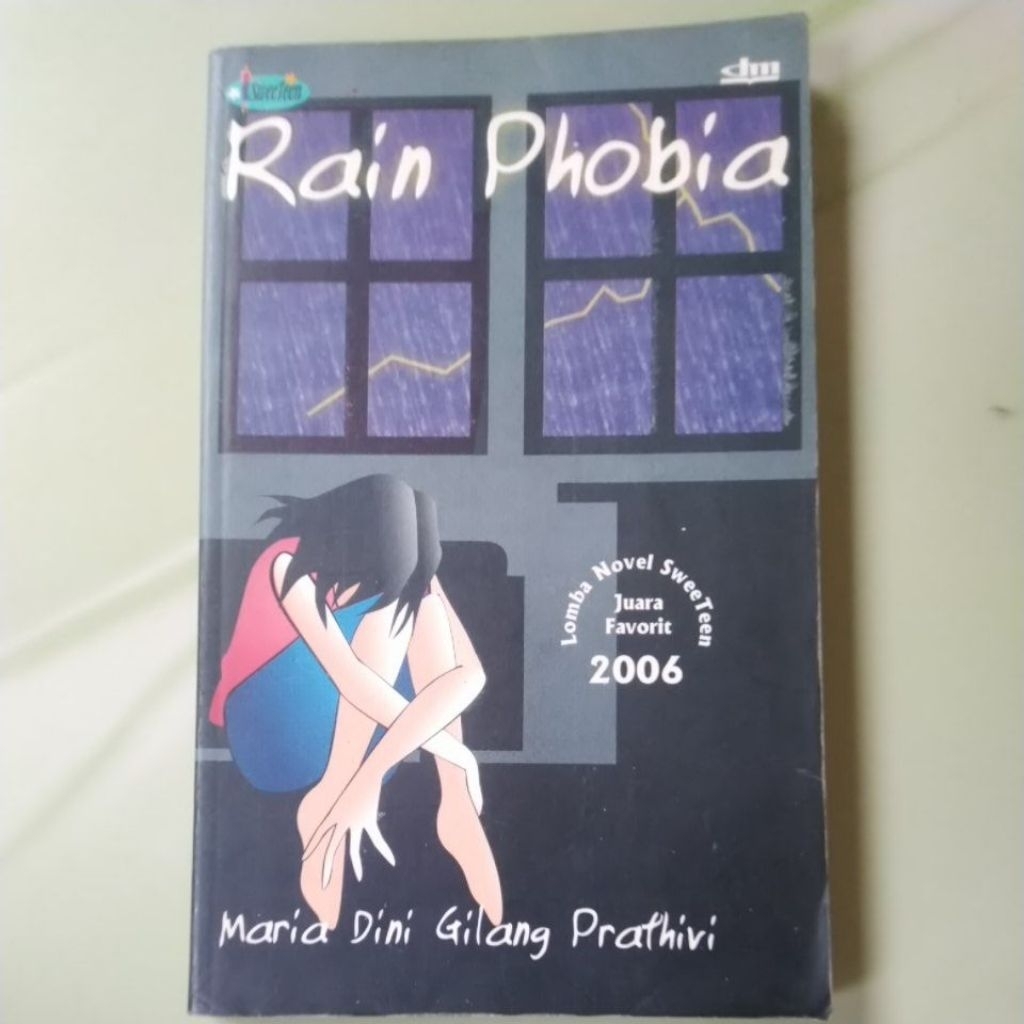 SweeTeen
dm
Rain Phobia
Lomba Novel SweeTeen
Juara
Favorit
2006
Maria Dini Gilang Prathivi